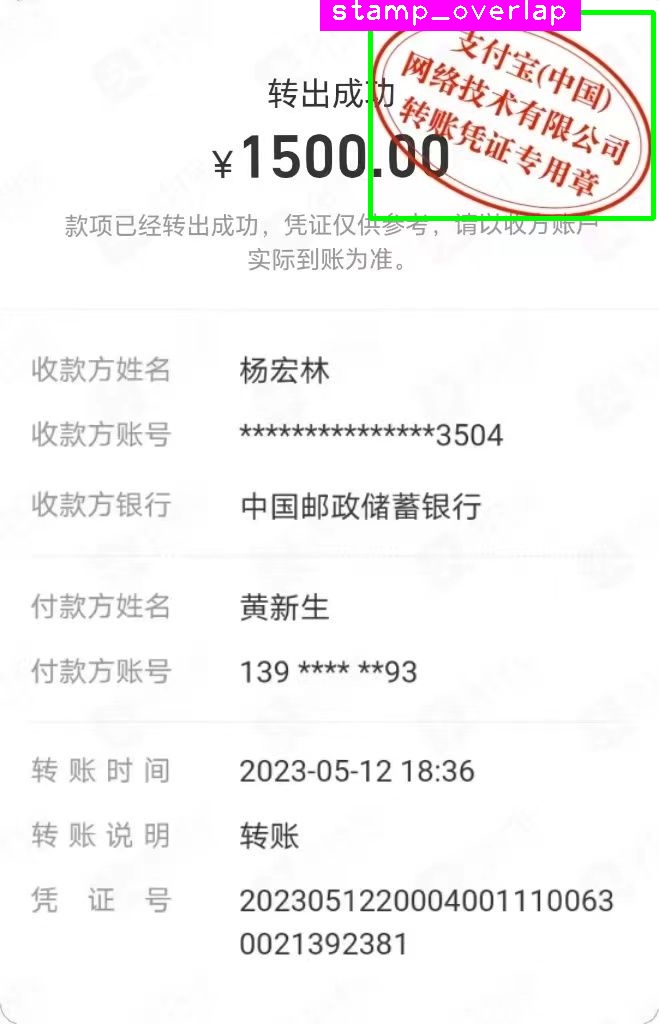 stamp_overlap
支付宝(中国)
网络技术有限公司
转账凭证专用章
转出成功
¥1500.00
款项已经转出成功，凭证仅供参考，请以收方账户
实际到账为准。
收款方姓名 杨宏林
收款方账号 ***************3504
收款方银行 中国邮政储蓄银行
付款方姓名 黄新生
付款方账号 139 **** **93
转账时间 2023-05-12 18:36
转账说明 转账
凭证号 2023051220004001110063
0021392381